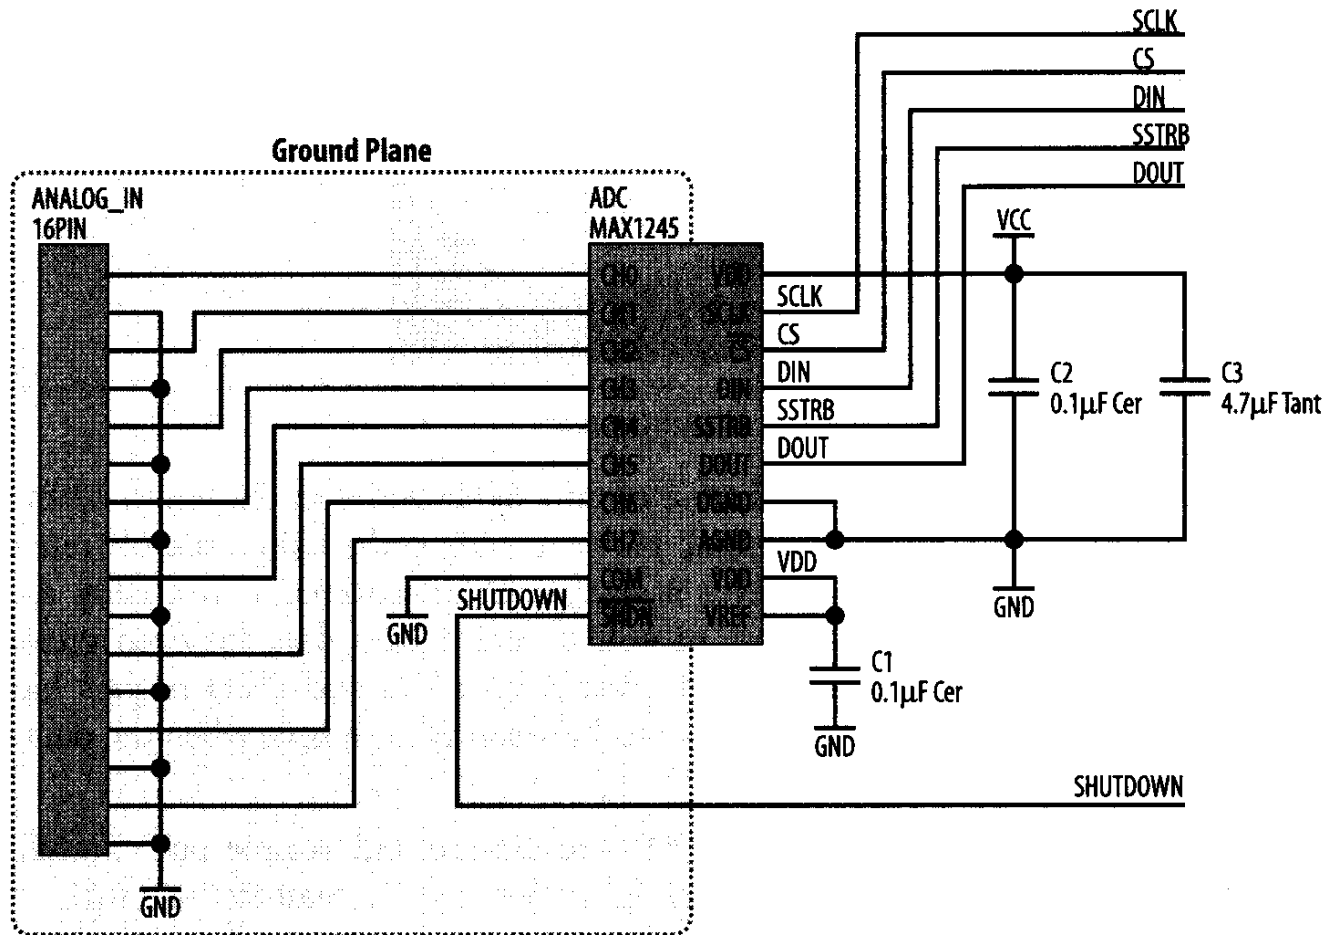 SCLK
CS
DIN
SSTRB
DOUT
Ground Plane
ANALOG_IN
16PIN
ADC
MAX1245
VCC
CH0
CH1
CH2
CH3
CH4
CH5
CH6
CH7
COM
SHDN
VDD
SCLK
CS
DIN
SSTRB
DOUT
DGND
AGND
VDD
VREF
SCLK
CS
DIN
SSTRB
DOUT
VDD
C2
0.1µF Cer
C3
4.7µF Tant
GND
SHUTDOWN
GND
C1
0.1µF Cer
GND
SHUTDOWN
GND